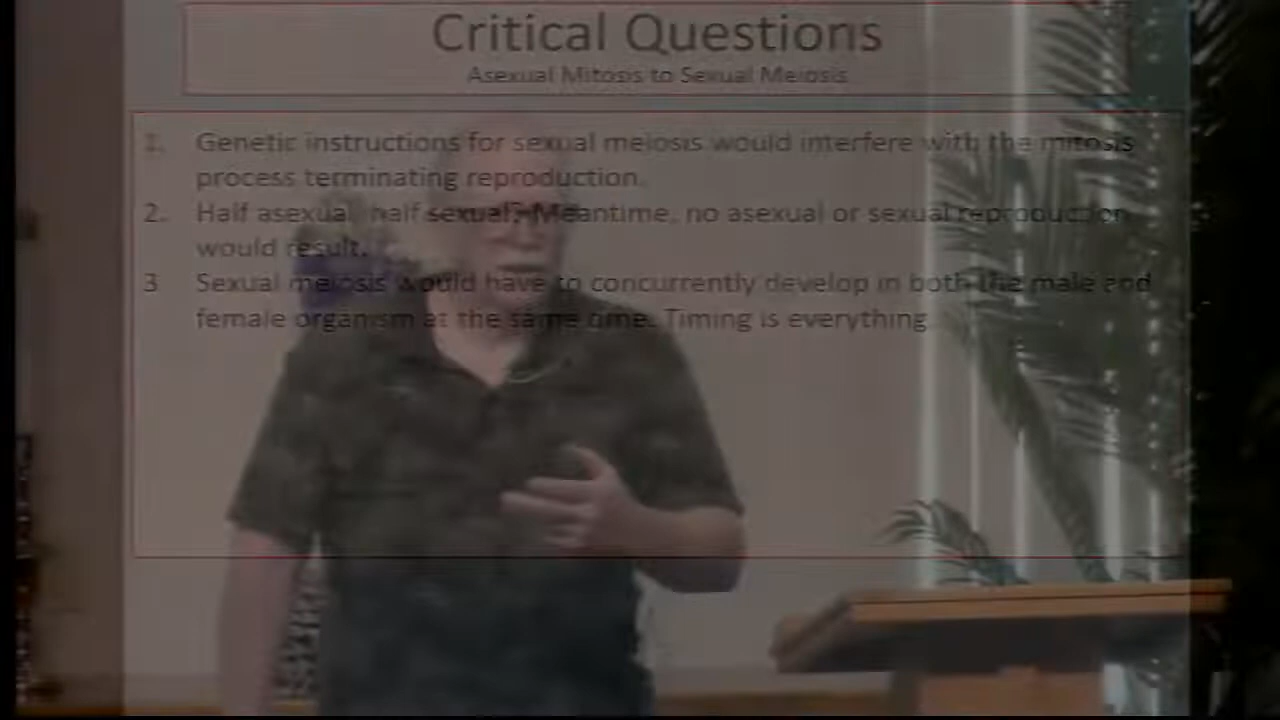 Critical Questions
Asexual Mitosis to Sexual Meiosis
1. Genetic instructions for sexual meiosis would interfere with the mitosis
process terminating reproduction.
2. Half asexual, half sexual? Meantime, no asexual or sexual reproduction
would result.
3 Sexual meiosis would have to concurrently develop in both the male and
female organism at the same time. Timing is everything